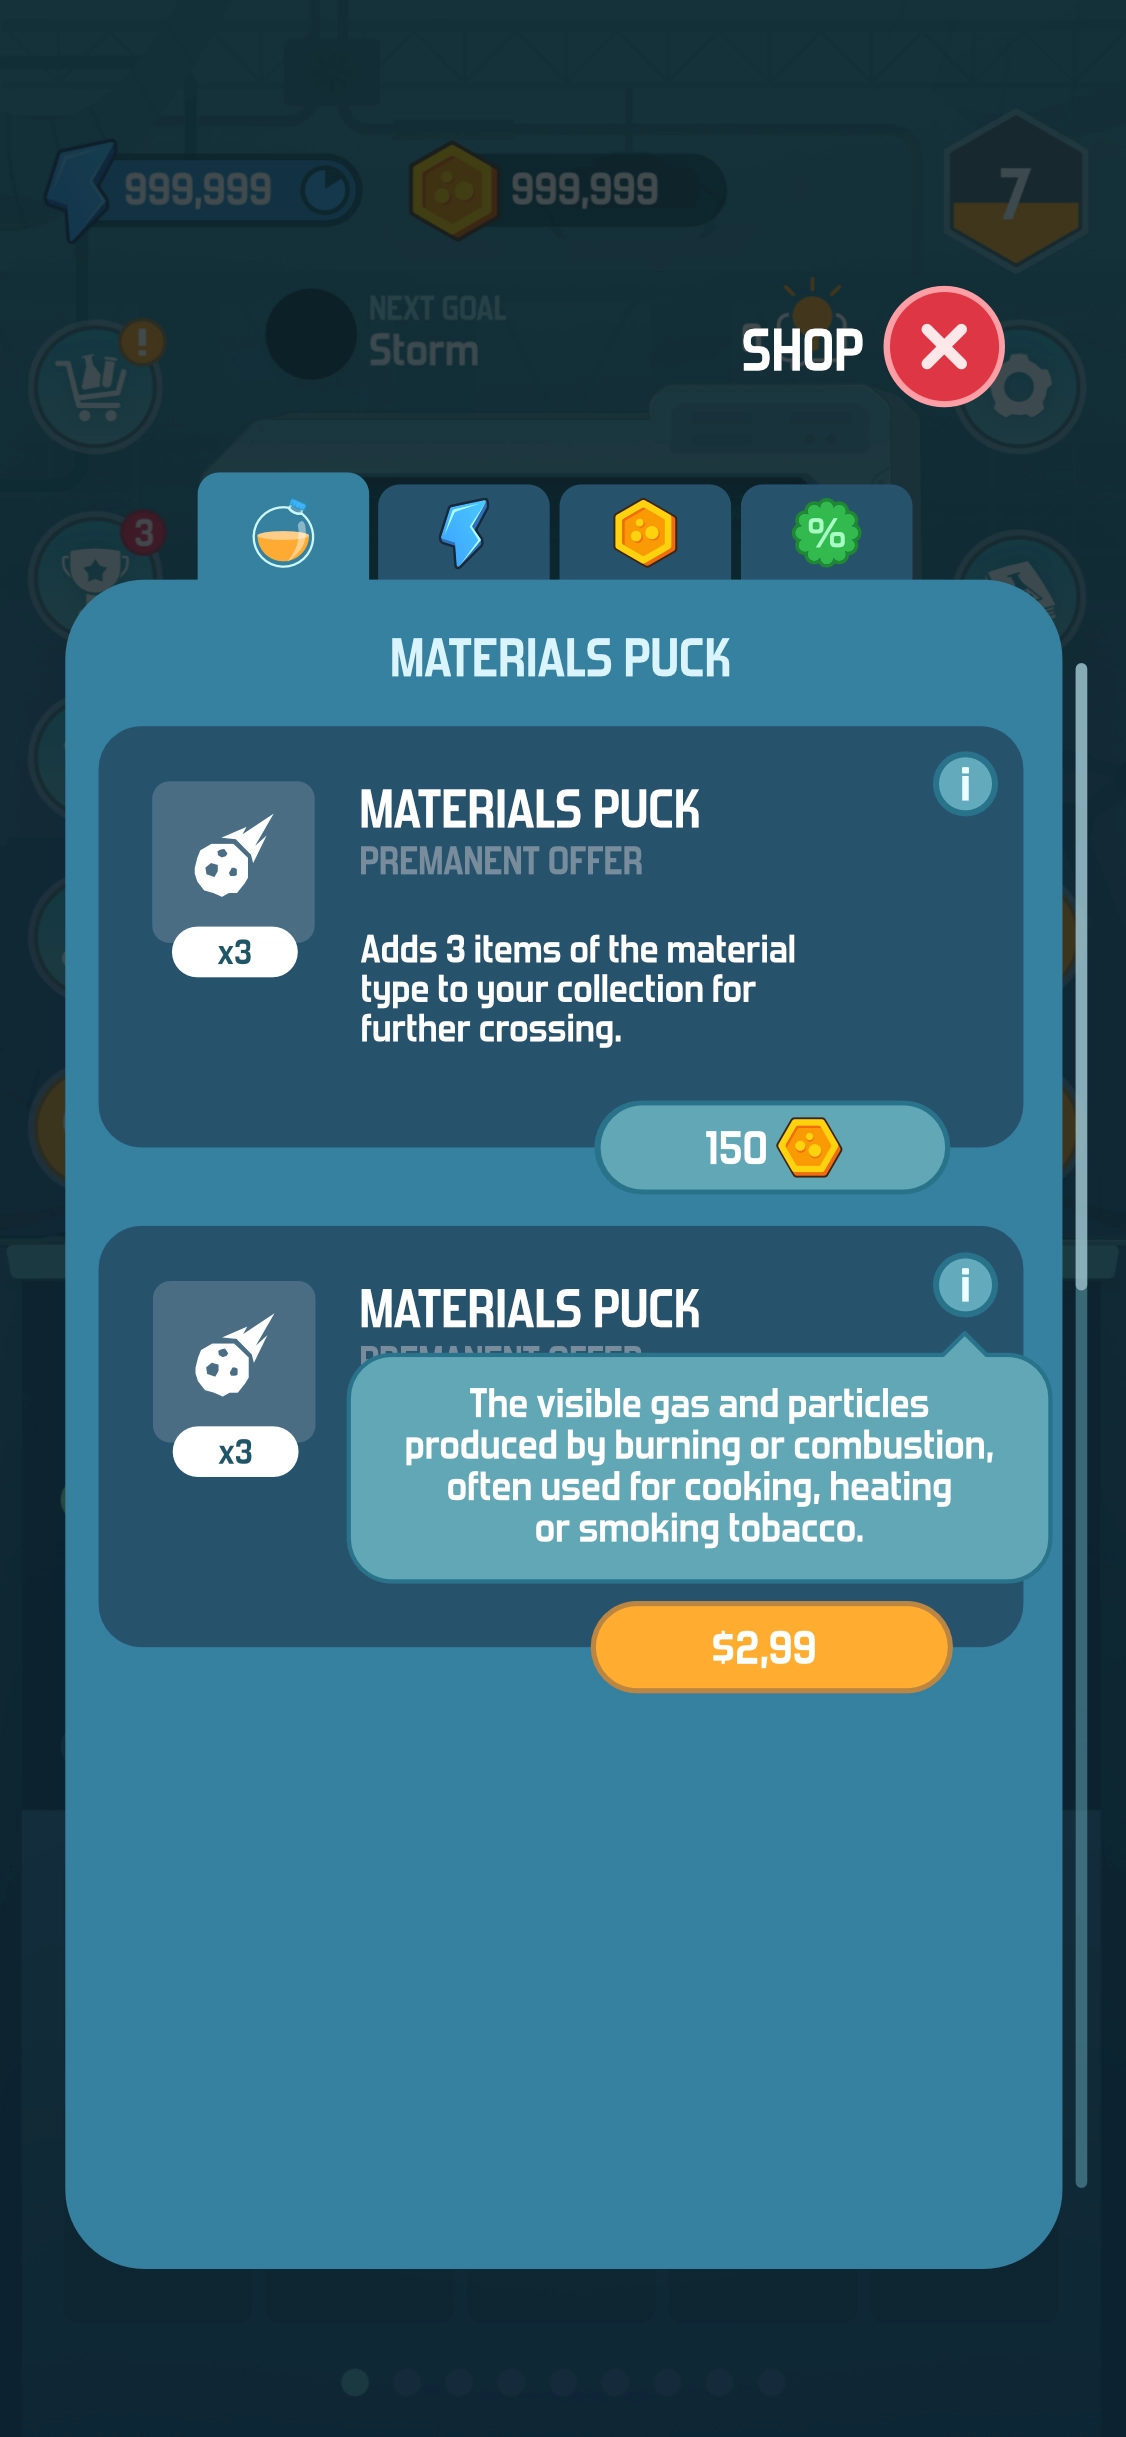 999,999
999,999
7
NEXT GOAL
Storm
SHOP
!
3
%
MATERIALS PUCK
i
MATERIALS PUCK
PREMANENT OFFER
x3
Adds 3 items of the material
type to your collection for
further crossing.
150
i
MATERIALS PUCK
PREMANENT OFFER
x3
The visible gas and particles
produced by burning or combustion,
often used for cooking, heating
or smoking tobacco.
$2,99